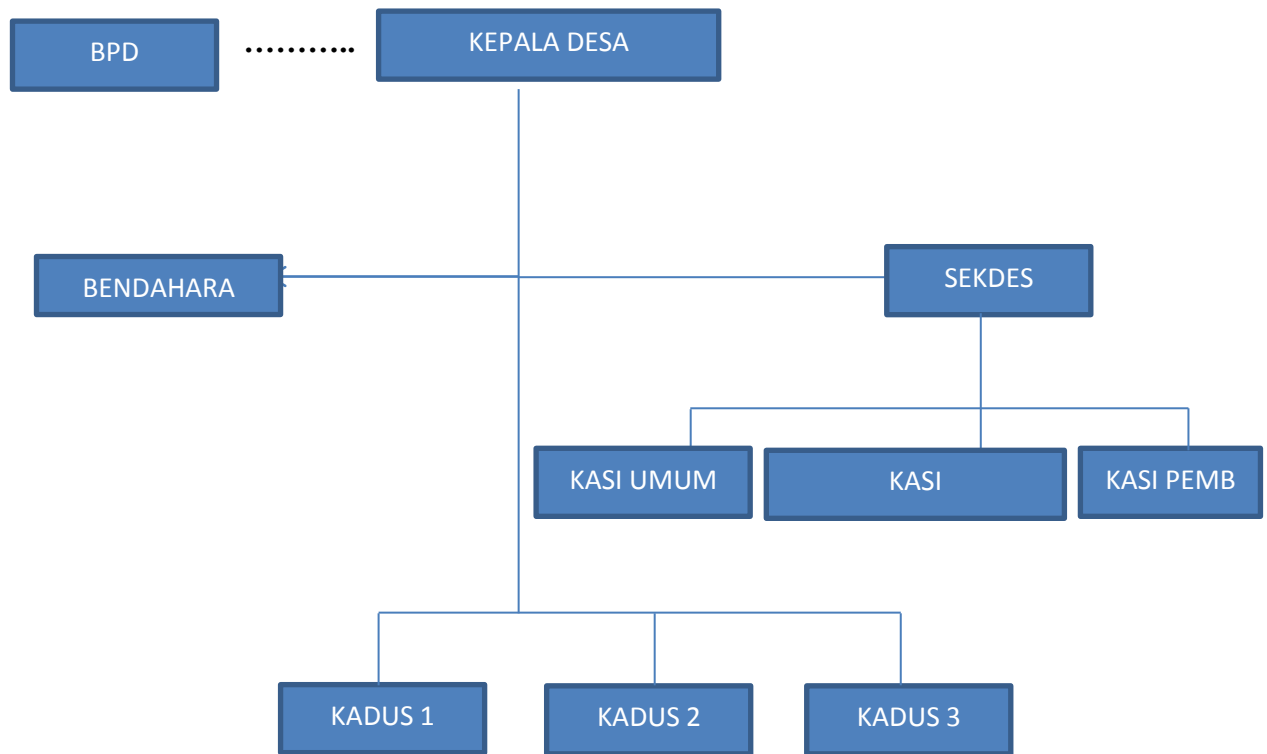 BPD
………..
KEPALA DESA
BENDAHARA
SEKDES
KASI UMUM
KASI
KASI PEMB
KADUS 1
KADUS 2
KADUS 3